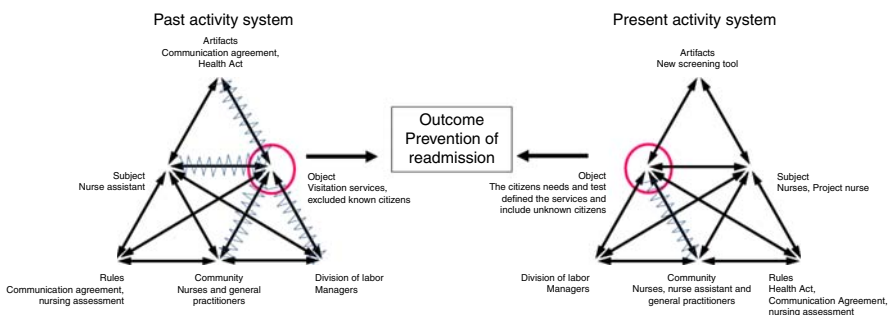 Past activity system
Artifacts
Communication agreement,
Health Act
Subject
Nurse assistant
Object
Visitation services,
excluded known citizens
Rules
Communication agreement,
nursing assessment
Community
Nurses and general
practitioners
Division of labor
Managers
Outcome
Prevention of
readmission
Present activity system
Artifacts
New screening tool
Object
The citizens needs and test
defined the services and
include unknown citizens
Subject
Nurses, Project nurse
Division of labor
Managers
Community
Nurses, nurse assistant and
general practitioners
Rules
Health Act,
Communication Agreement,
nursing assessment